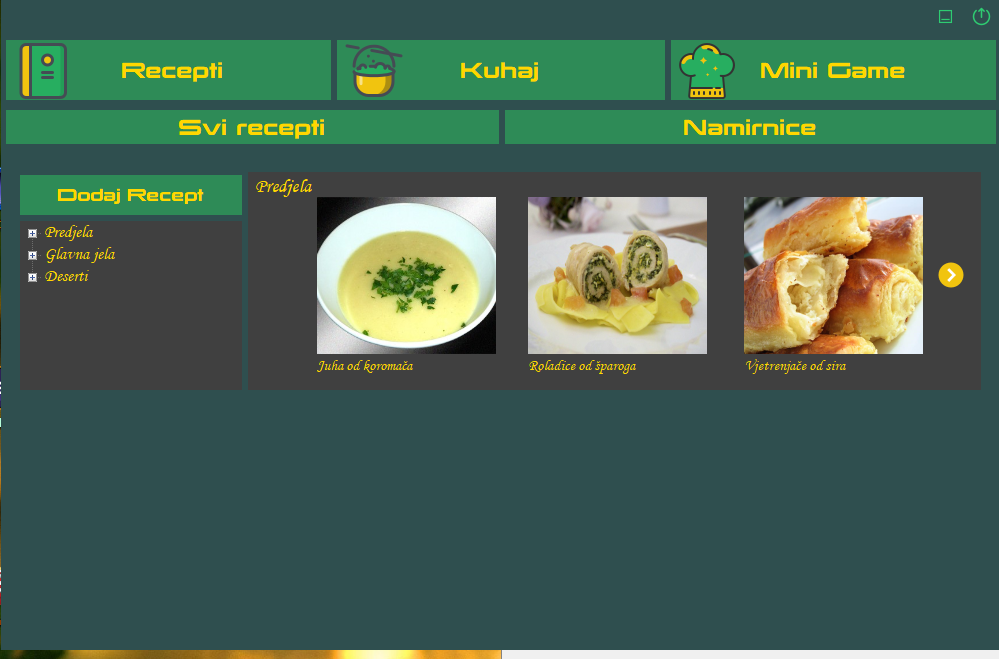 Recepti
Kuhaj
Mini Game
Svi recepti
Namirnice
Dodaj Recept
Predjela
Glavna jela
Deserti
Predjela
Juha od koromača
Roladice od šparoga
Vjetrenjače od sira